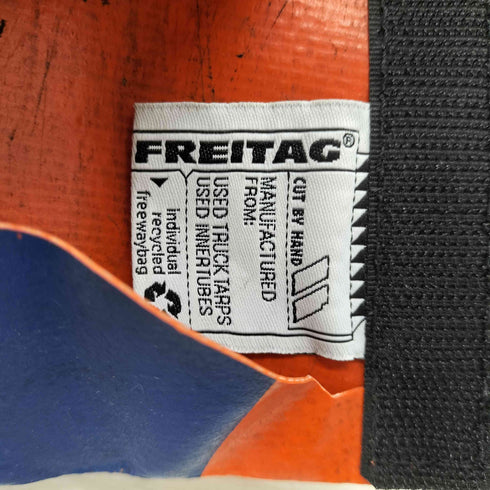 FREITAG®
CUT BY HAND
MANUFACTURED
FROM:
USED TRUCK TARPS
USED INNERTUBES
individual
recycled
freewaybag